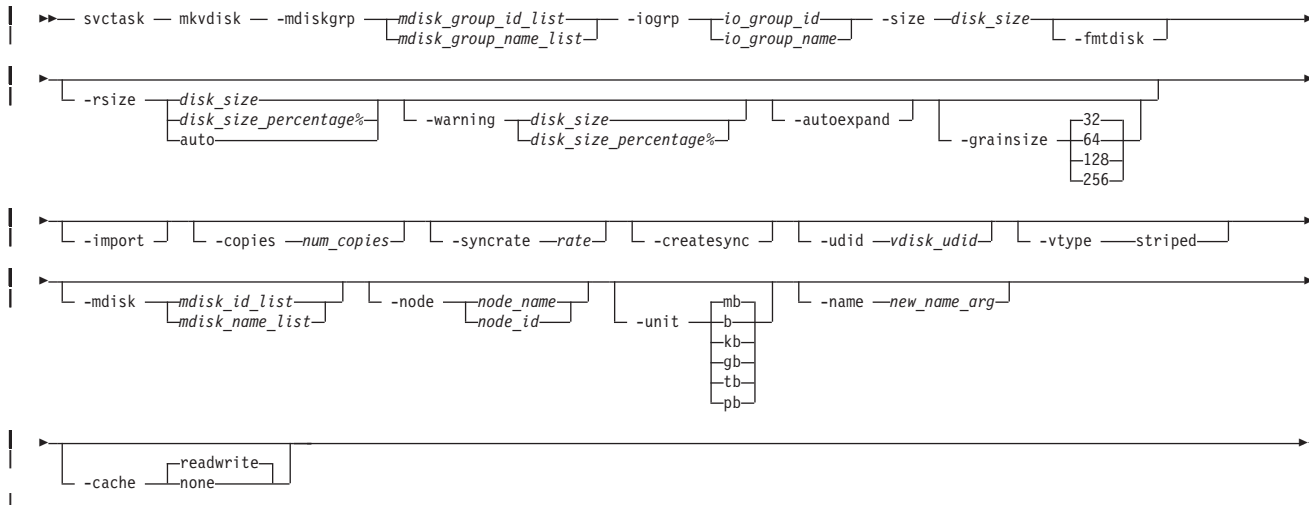 svctask mkvdisk -mdiskgrp mdisk_group_id_list -iogrp io_group_id -size disk_size
mdisk_group_name_list io_group_name -fmtdisk
-rsize disk_size
disk_size_percentage% -warning disk_size -autoexpand 32
auto disk_size_percentage% -grainsize 64
128
256
-import -copies num_copies -syncrate rate -createsync -udid vdisk_udid -vtype striped
-mdisk mdisk_id_list -node node_name mb -name new_name_arg
mdisk_name_list node_id -unit b
kb
gb
tb
pb
readwrite
-cache none